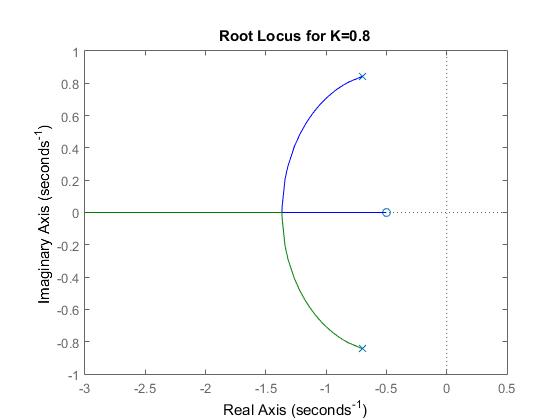 Root Locus for K=0.8
1
0.8
0.6
0.4
0.2
0
-0.2
-0.4
-0.6
-0.8
-1
Imaginary Axis (seconds⁻¹)
-3 -2.5 -2 -1.5 -1 -0.5 0 0.5
Real Axis (seconds⁻¹)